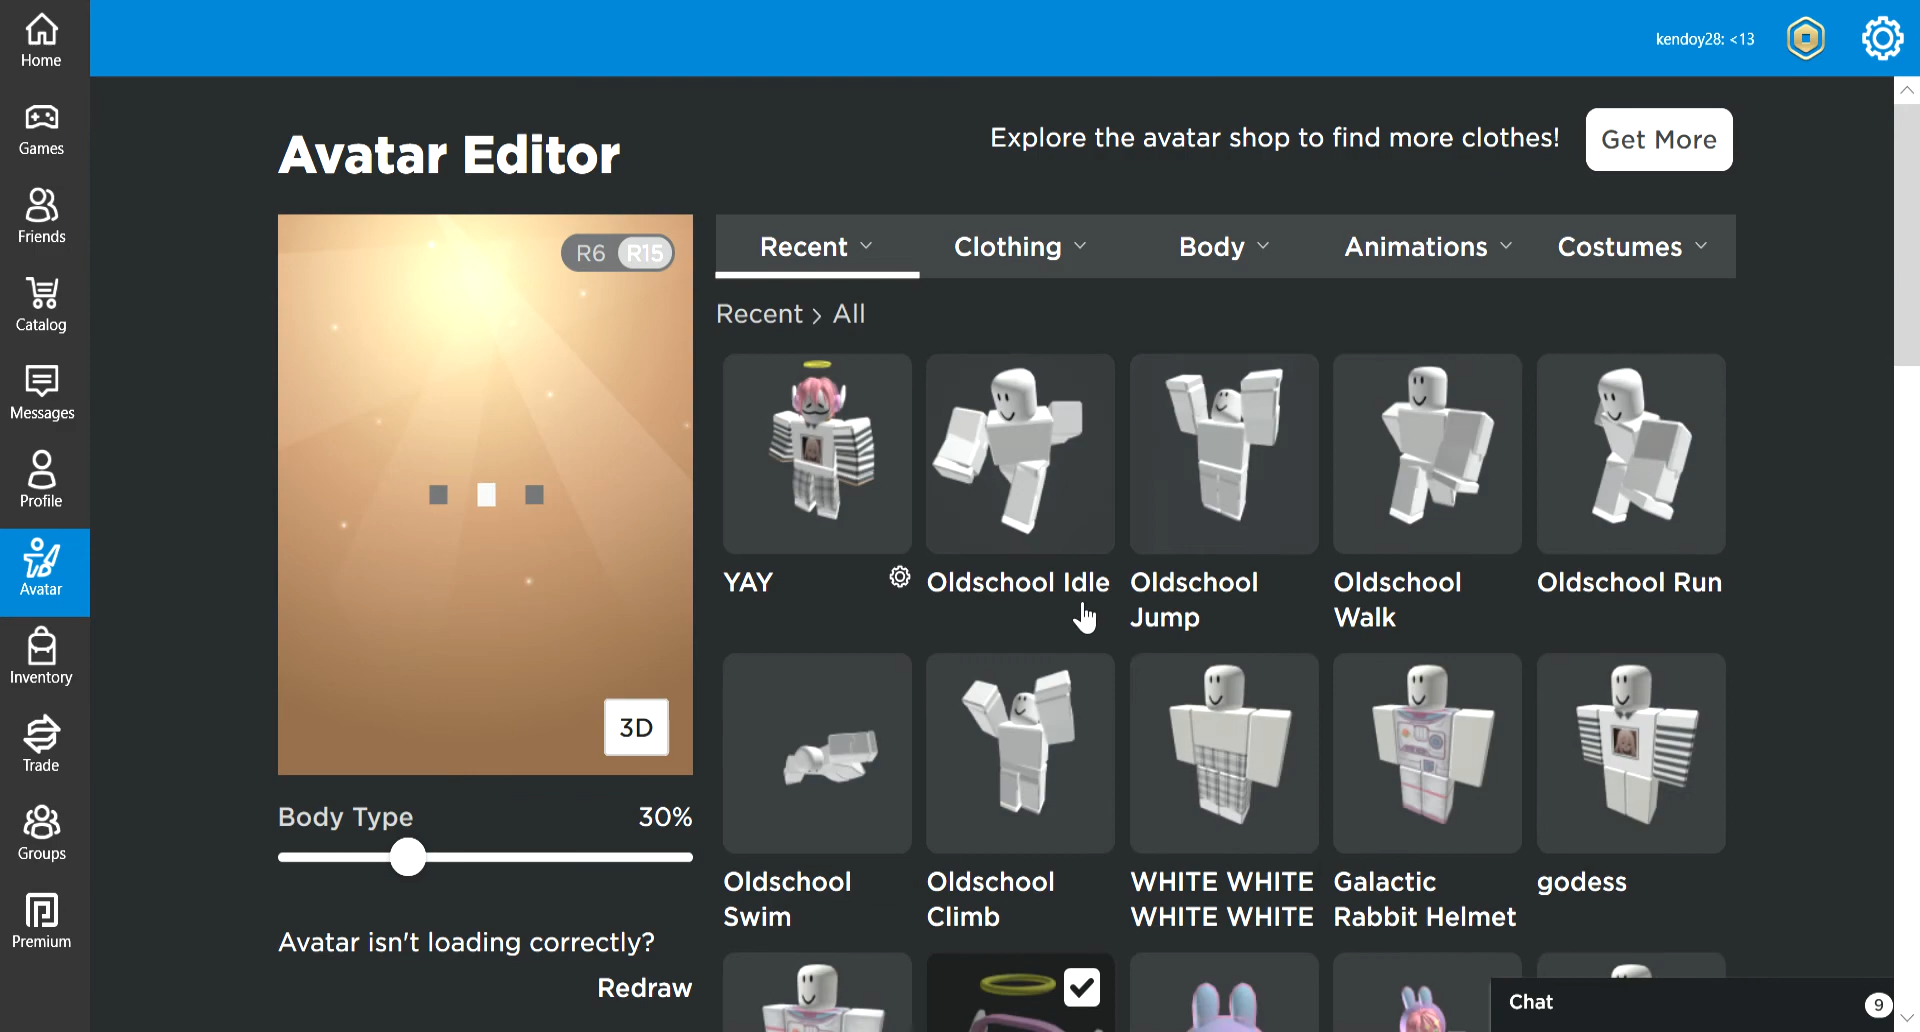 Home
Games
Friends
Catalog
Messages
Profile
Avatar
Inventory
Trade
Groups
Premium
kendoy28: <13
Avatar Editor
Explore the avatar shop to find more clothes!
Get More
R6 R15
3D
Body Type 30%
Avatar isn't loading correctly?
Redraw
Recent Clothing Body Animations Costumes
Recent > All
YAY
Oldschool Idle
Oldschool
Jump
Oldschool
Walk
Oldschool Run
Oldschool
Swim
Oldschool
Climb
WHITE WHITE
WHITE WHITE
Galactic
Rabbit Helmet
godess
Chat 9